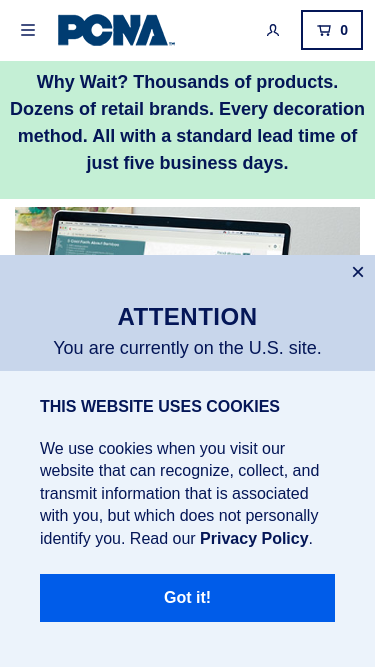 PCNA
0
Why Wait? Thousands of products.
Dozens of retail brands. Every decoration
method. All with a standard lead time of
just five business days.
ATTENTION
You are currently on the U.S. site.
THIS WEBSITE USES COOKIES
We use cookies when you visit our
website that can recognize, collect, and
transmit information that is associated
with you, but which does not personally
identify you. Read our Privacy Policy.
Got it!